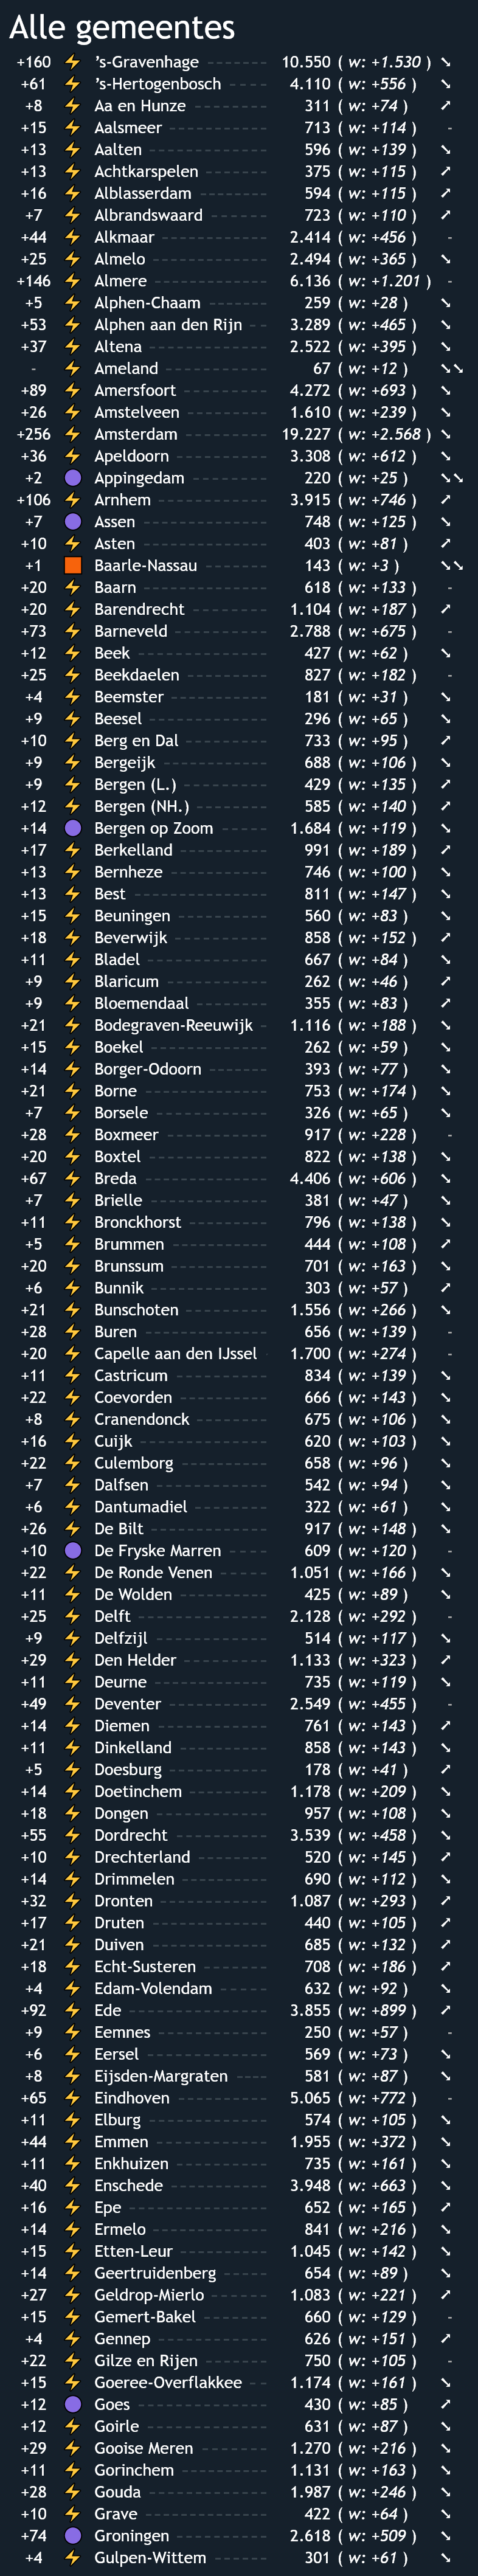 Alle gemeentes
+160 ⚡ 's-Gravenhage 10.550 ( w: +1.530 ) ↘
+61 ⚡ 's-Hertogenbosch 4.110 ( w: +556 ) ↘
+8 ⚡ Aa en Hunze 311 ( w: +74 ) ↗
+15 ⚡ Aalsmeer 713 ( w: +114 ) -
+13 ⚡ Aalten 596 ( w: +139 ) ↘
+13 ⚡ Achtkarspelen 375 ( w: +115 ) ↗
+16 ⚡ Alblasserdam 594 ( w: +115 ) ↗
+7 ⚡ Albrandswaard 723 ( w: +110 ) ↗
+44 ⚡ Alkmaar 2.414 ( w: +456 ) -
+25 ⚡ Almelo 2.494 ( w: +365 ) ↘
+146 ⚡ Almere 6.136 ( w: +1.201 ) -
+5 ⚡ Alphen-Chaam 259 ( w: +28 ) ↘
+53 ⚡ Alphen aan den Rijn 3.289 ( w: +465 ) ↘
+37 ⚡ Altena 2.522 ( w: +395 ) ↘
- ⚡ Ameland 67 ( w: +12 ) ↘↘
+89 ⚡ Amersfoort 4.272 ( w: +693 ) ↘
+26 ⚡ Amstelveen 1.610 ( w: +239 ) ↘
+256 ⚡ Amsterdam 19.227 ( w: +2.568 ) ↘
+36 ⚡ Apeldoorn 3.308 ( w: +612 ) ↘
+2 Appingedam 220 ( w: +25 ) ↘↘
+106 ⚡ Arnhem 3.915 ( w: +746 ) ↗
+7 Assen 748 ( w: +125 ) ↘
+10 ⚡ Asten 403 ( w: +81 ) ↗
+1 Baarle-Nassau 143 ( w: +3 ) ↘↘
+20 ⚡ Baarn 618 ( w: +133 ) -
+20 ⚡ Barendrecht 1.104 ( w: +187 ) ↗
+73 ⚡ Barneveld 2.788 ( w: +675 ) -
+12 ⚡ Beek 427 ( w: +62 ) ↘
+25 ⚡ Beekdaelen 827 ( w: +182 ) -
+4 ⚡ Beemster 181 ( w: +31 ) ↘
+9 ⚡ Beesel 296 ( w: +65 ) ↘
+10 ⚡ Berg en Dal 733 ( w: +95 ) ↗
+9 ⚡ Bergeijk 688 ( w: +106 ) ↘
+9 ⚡ Bergen (L.) 429 ( w: +135 ) ↗
+12 ⚡ Bergen (NH.) 585 ( w: +140 ) ↗
+14 Bergen op Zoom 1.684 ( w: +119 ) ↘
+17 ⚡ Berkelland 991 ( w: +189 ) ↗
+13 ⚡ Bernheze 746 ( w: +100 ) ↘
+13 ⚡ Best 811 ( w: +147 ) ↘
+15 ⚡ Beuningen 560 ( w: +83 ) ↘
+18 ⚡ Beverwijk 858 ( w: +152 ) ↗
+11 ⚡ Bladel 667 ( w: +84 ) ↘
+9 ⚡ Blaricum 262 ( w: +46 ) ↗
+9 ⚡ Bloemendaal 355 ( w: +83 ) ↗
+21 ⚡ Bodegraven-Reeuwijk 1.116 ( w: +188 ) ↘
+15 ⚡ Boekel 262 ( w: +59 ) ↘
+14 ⚡ Borger-Odoorn 393 ( w: +77 ) ↘
+21 ⚡ Borne 753 ( w: +174 ) ↘
+7 ⚡ Borsele 326 ( w: +65 ) ↘
+28 ⚡ Boxmeer 917 ( w: +228 ) -
+20 ⚡ Boxtel 822 ( w: +138 ) ↘
+67 ⚡ Breda 4.406 ( w: +606 ) ↘
+7 ⚡ Brielle 381 ( w: +47 ) ↘
+11 ⚡ Bronckhorst 796 ( w: +138 ) ↘
+5 ⚡ Brummen 444 ( w: +108 ) ↗
+20 ⚡ Brunssum 701 ( w: +163 ) ↘
+6 ⚡ Bunnik 303 ( w: +57 ) ↗
+21 ⚡ Bunschoten 1.556 ( w: +266 ) ↘
+28 ⚡ Buren 656 ( w: +139 ) -
+20 ⚡ Capelle aan den IJssel 1.700 ( w: +274 ) -
+11 ⚡ Castricum 834 ( w: +139 ) ↘
+22 ⚡ Coevorden 666 ( w: +143 ) ↘
+8 ⚡ Cranendonck 675 ( w: +106 ) ↘
+16 ⚡ Cuijk 620 ( w: +103 ) ↘
+22 ⚡ Culemborg 658 ( w: +96 ) ↗
+7 ⚡ Dalfsen 542 ( w: +94 ) ↘
+6 ⚡ Dantumadiel 322 ( w: +61 ) ↘
+26 ⚡ De Bilt 917 ( w: +148 ) ↘
+10 De Fryske Marren 609 ( w: +120 ) -
+22 ⚡ De Ronde Venen 1.051 ( w: +166 ) ↘
+11 ⚡ De Wolden 425 ( w: +89 ) ↘
+25 ⚡ Delft 2.128 ( w: +292 ) -
+9 ⚡ Delfzijl 514 ( w: +117 ) ↘
+29 ⚡ Den Helder 1.133 ( w: +323 ) ↗
+11 ⚡ Deurne 735 ( w: +119 ) ↘
+49 ⚡ Deventer 2.549 ( w: +455 ) -
+14 ⚡ Diemen 761 ( w: +143 ) ↗
+11 ⚡ Dinkelland 858 ( w: +143 ) ↘
+5 ⚡ Doesburg 178 ( w: +41 ) ↗
+14 ⚡ Doetinchem 1.178 ( w: +209 ) ↘
+18 ⚡ Dongen 957 ( w: +108 ) ↘
+55 ⚡ Dordrecht 3.539 ( w: +458 ) ↘
+10 ⚡ Drechterland 520 ( w: +145 ) ↗
+14 ⚡ Drimmelen 690 ( w: +112 ) ↘
+32 ⚡ Dronten 1.087 ( w: +293 ) ↗
+17 ⚡ Druten 440 ( w: +105 ) ↗
+21 ⚡ Duiven 685 ( w: +132 ) ↗
+18 ⚡ Echt-Susteren 708 ( w: +186 ) ↗
+4 ⚡ Edam-Volendam 632 ( w: +92 ) ↘
+92 ⚡ Ede 3.855 ( w: +899 ) ↗
+9 ⚡ Eemnes 250 ( w: +57 ) -
+6 ⚡ Eersel 569 ( w: +73 ) ↘
+8 ⚡ Eijsden-Margraten 581 ( w: +87 ) ↘
+65 ⚡ Eindhoven 5.065 ( w: +772 ) -
+11 ⚡ Elburg 574 ( w: +105 ) ↘
+44 ⚡ Emmen 1.955 ( w: +372 ) ↘
+11 ⚡ Enkhuizen 735 ( w: +161 ) ↘
+40 ⚡ Enschede 3.948 ( w: +663 ) ↘
+16 ⚡ Epe 652 ( w: +165 ) ↗
+14 ⚡ Ermelo 841 ( w: +216 ) ↘
+15 ⚡ Etten-Leur 1.045 ( w: +142 ) ↘
+14 ⚡ Geertruidenberg 654 ( w: +89 ) ↘
+27 ⚡ Geldrop-Mierlo 1.083 ( w: +221 ) ↗
+15 ⚡ Gemert-Bakel 660 ( w: +129 ) -
+4 ⚡ Gennep 626 ( w: +151 ) ↗
+22 ⚡ Gilze en Rijen 750 ( w: +105 ) -
+15 ⚡ Goeree-Overflakkee 1.174 ( w: +161 ) ↘
+12 Goes 430 ( w: +85 ) ↗
+12 ⚡ Goirle 631 ( w: +87 ) ↘
+29 ⚡ Gooise Meren 1.270 ( w: +216 ) ↘
+11 ⚡ Gorinchem 1.131 ( w: +163 ) ↘
+28 ⚡ Gouda 1.987 ( w: +246 ) ↘
+10 ⚡ Grave 422 ( w: +64 ) ↘
+74 Groningen 2.618 ( w: +509 ) ↘
+4 ⚡ Gulpen-Wittem 301 ( w: +61 ) ↘